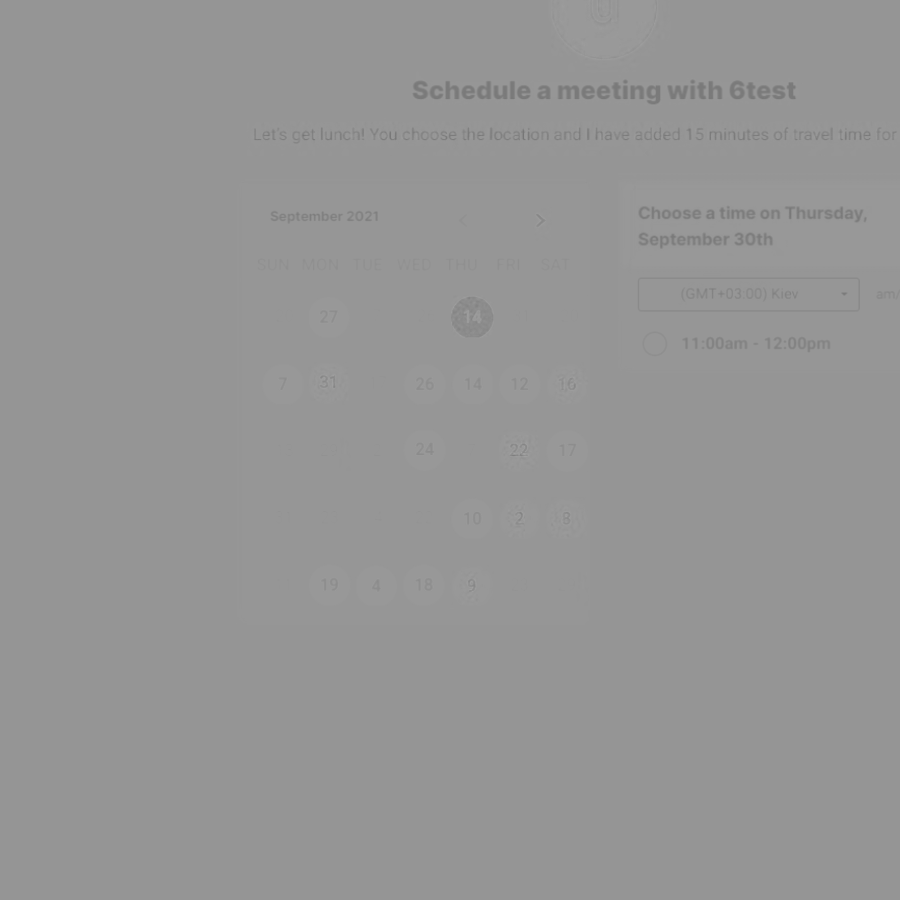 Schedule a meeting with 6test
Let's get lunch! You choose the location and I have added 15 minutes of travel time for
September 2021
SUN MON TUE WED THU FRI SAT
27 14
7 31 26 14 12 16
24 22 17
10 2 8
19 4 18 9
Choose a time on Thursday,
September 30th
(GMT+03:00) Kiev
am/
11:00am - 12:00pm